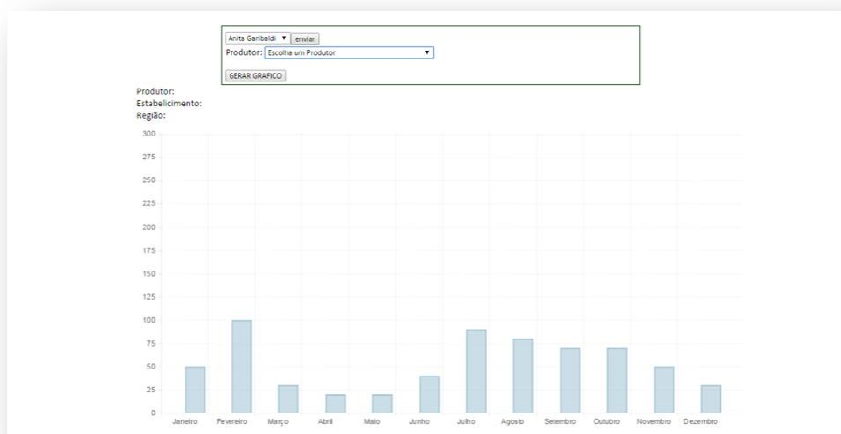 Anita Garibaldi enviar
Produtor: Escolha um Produtor
GERAR GRAFICO
Produtor:
Estabelicimento:
Região:
300
275
250
225
200
175
150
125
100
75
50
25
0
Janeiro Fevereiro Março Abril Maio Junho Julho Agosto Setembro Outubro Novembro Dezembro